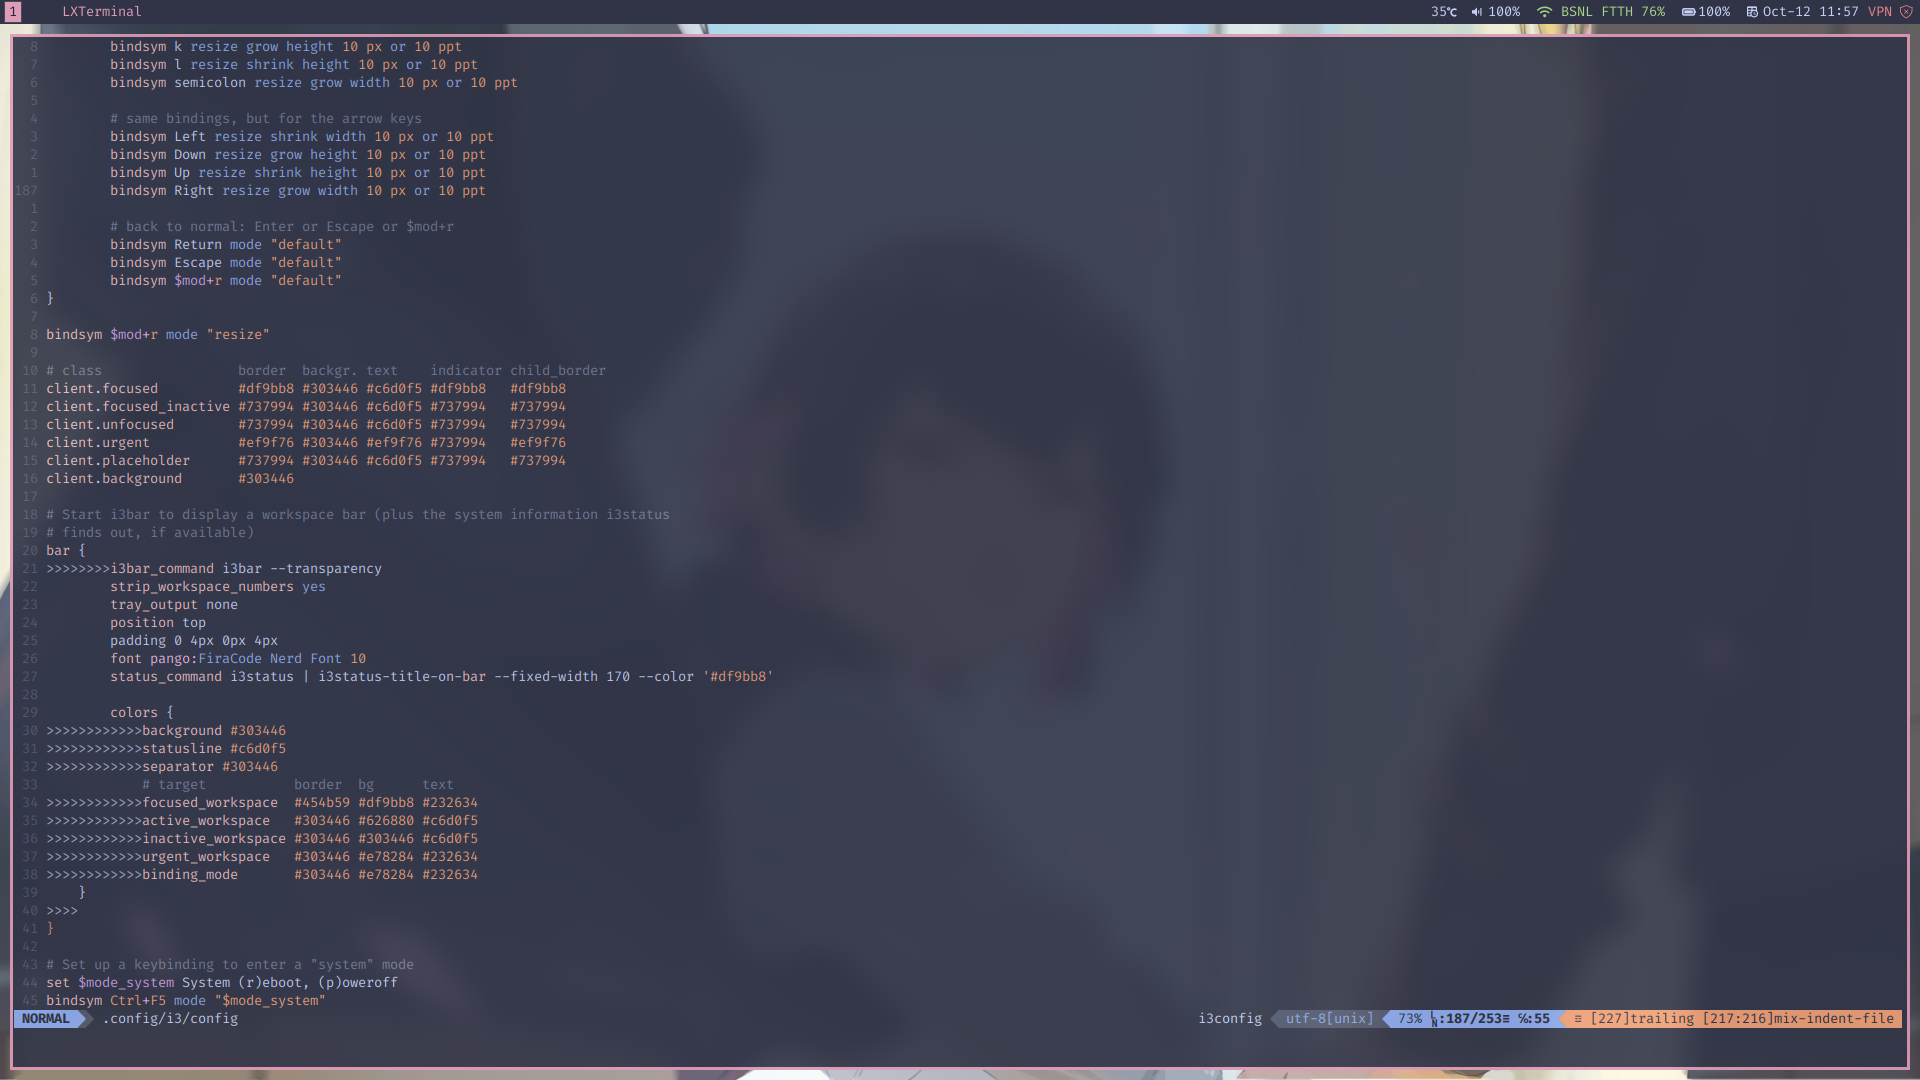 1 LXTerminal 35℃ 100% BSNL FTTH 76% 100% Oct-12 11:57 VPN
8         bindsym k resize grow height 10 px or 10 ppt
7         bindsym l resize shrink height 10 px or 10 ppt
6         bindsym semicolon resize grow width 10 px or 10 ppt
5
4         # same bindings, but for the arrow keys
3         bindsym Left resize shrink width 10 px or 10 ppt
2         bindsym Down resize grow height 10 px or 10 ppt
1         bindsym Up resize shrink height 10 px or 10 ppt
187         bindsym Right resize grow width 10 px or 10 ppt
1
2         # back to normal: Enter or Escape or $mod+r
3         bindsym Return mode "default"
4         bindsym Escape mode "default"
5         bindsym $mod+r mode "default"
6 }
7
8 bindsym $mod+r mode "resize"
9
10 # class                 border  backgr. text    indicator child_border
11 client.focused          #df9bb8 #303446 #c6d0f5 #df9bb8   #df9bb8
12 client.focused_inactive #737994 #303446 #c6d0f5 #737994   #737994
13 client.unfocused        #737994 #303446 #c6d0f5 #737994   #737994
14 client.urgent           #ef9f76 #303446 #ef9f76 #737994   #ef9f76
15 client.placeholder      #737994 #303446 #c6d0f5 #737994   #737994
16 client.background       #303446
17
18 # Start i3bar to display a workspace bar (plus the system information i3status
19 # finds out, if available)
20 bar {
21 >>>>>>>>i3bar_command i3bar --transparency
22         strip_workspace_numbers yes
23         tray_output none
24         position top
25         padding 0 4px 0px 4px
26         font pango:FiraCode Nerd Font 10
27         status_command i3status | i3status-title-on-bar --fixed-width 170 --color '#df9bb8'
28
29         colors {
30 >>>>>>>>>>>>background #303446
31 >>>>>>>>>>>>statusline #c6d0f5
32 >>>>>>>>>>>>separator #303446
33             # target           border  bg      text
34 >>>>>>>>>>>>focused_workspace  #454b59 #df9bb8 #232634
35 >>>>>>>>>>>>active_workspace   #303446 #626880 #c6d0f5
36 >>>>>>>>>>>>inactive_workspace #303446 #303446 #c6d0f5
37 >>>>>>>>>>>>urgent_workspace   #303446 #e78284 #232634
38 >>>>>>>>>>>>binding_mode       #303446 #e78284 #232634
39     }
40 >>>>
41 }
42
43 # Set up a keybinding to enter a "system" mode
44 set $mode_system System (r)eboot, (p)oweroff
45 bindsym Ctrl+F5 mode "$mode_system"
NORMAL .config/i3/config i3config utf-8[unix] 73% ␤:187/253≡ ℅:55 ☲ [227]trailing [217:216]mix-indent-file